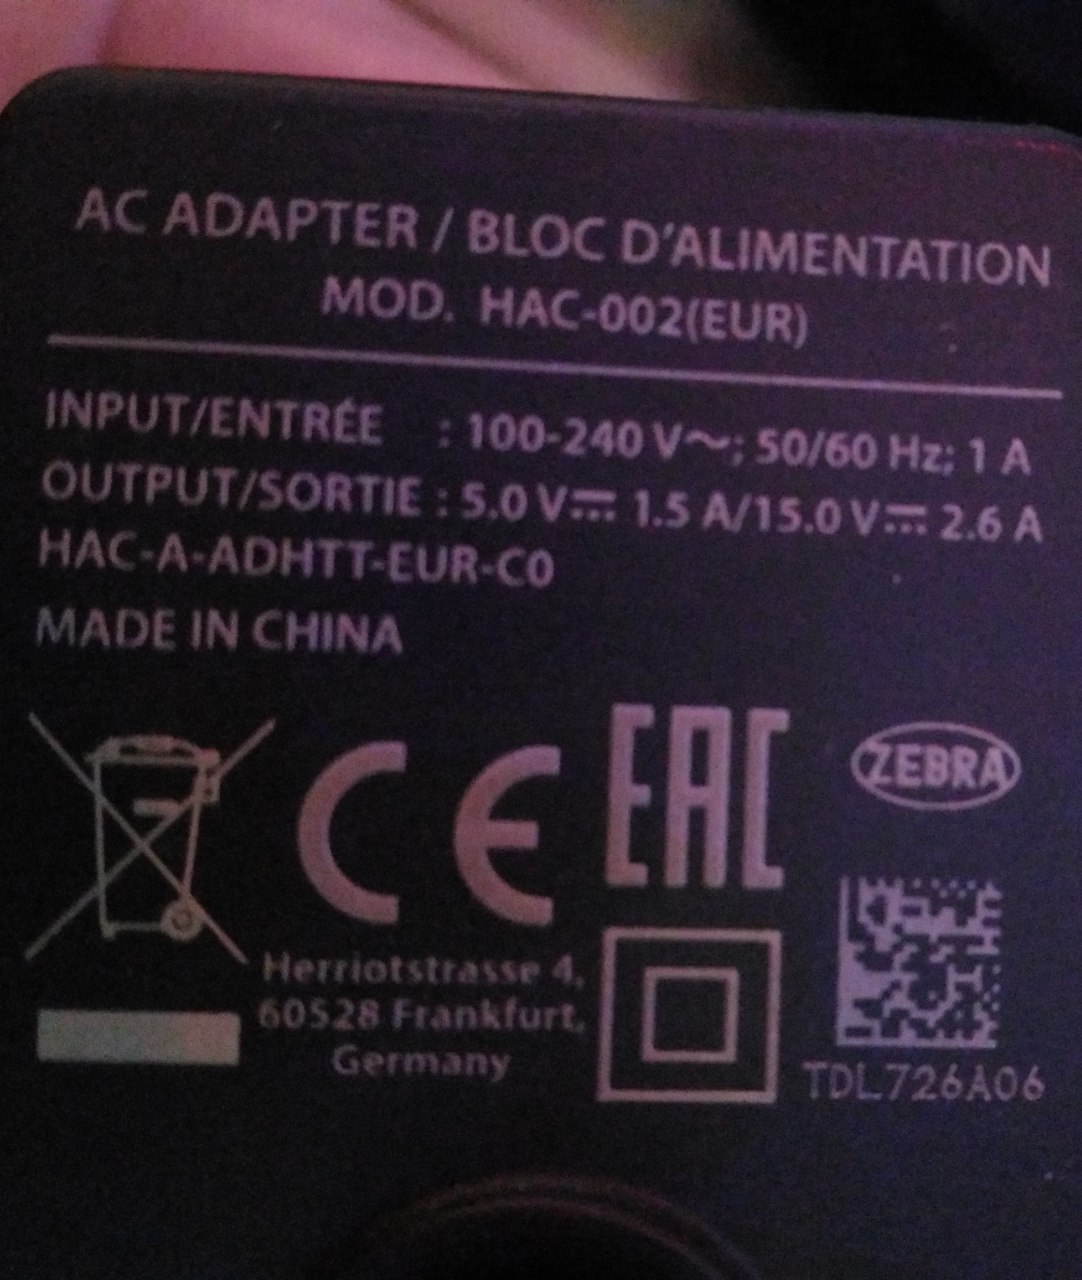 AC ADAPTER / BLOC D'ALIMENTATION
MOD. HAC-002(EUR)
INPUT/ENTRÉE : 100-240 V～; 50/60 Hz; 1 A
OUTPUT/SORTIE : 5.0 V⎓ 1.5 A/15.0 V⎓ 2.6 A
HAC-A-ADHTT-EUR-C0
MADE IN CHINA
CE
EAC
ZEBRA
Herriotstrasse 4,
60528 Frankfurt,
Germany
TDL726A06